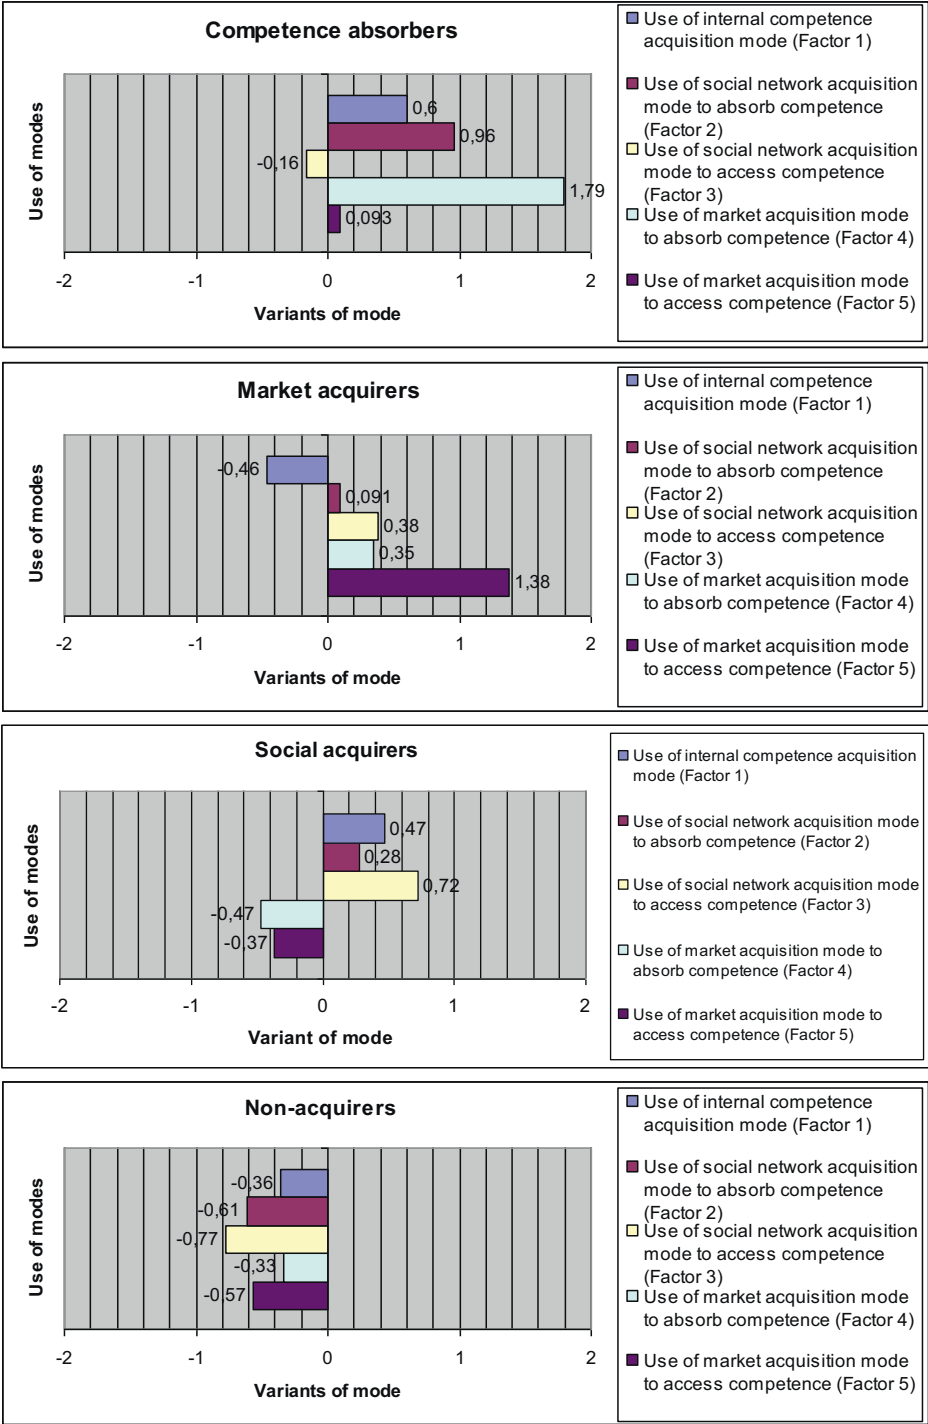 Competence absorbers
Use of modes
0,6
0,96
-0,16
1,79
0,093
-2
-1
0
1
2
Variants of mode
Use of internal competence
acquisition mode (Factor 1)
Use of social network acquisition
mode to absorb competence
(Factor 2)
Use of social network acquisition
mode to access competence
(Factor 3)
Use of market acquisition mode
to absorb competence (Factor 4)
Use of market acquisition mode
to access competence (Factor 5)
Market acquirers
Use of modes
-0,46
0,091
0,38
0,35
1,38
-2
-1
0
1
2
Variants of mode
Use of internal competence
acquisition mode (Factor 1)
Use of social network acquisition
mode to absorb competence
(Factor 2)
Use of social network acquisition
mode to access competence
(Factor 3)
Use of market acquisition mode
to absorb competence (Factor 4)
Use of market acquisition mode
to access competence (Factor 5)
Social acquirers
Use of modes
0,47
0,28
0,72
-0,47
-0,37
-2
-1
0
1
2
Variant of mode
Use of internal competence acquisition
mode (Factor 1)
Use of social network acquisition mode
to absorb competence (Factor 2)
Use of social network acquisition mode
to access competence (Factor 3)
Use of market acquisition mode to
absorb competence (Factor 4)
Use of market acquisition mode to
access competence (Factor 5)
Non-acquirers
Use of modes
-0,36
-0,61
-0,77
-0,33
-0,57
-2
-1
0
1
2
Variants of mode
Use of internal competence
acquisition mode (Factor 1)
Use of social network acquisition
mode to absorb competence
(Factor 2)
Use of social network acquisition
mode to access competence
(Factor 3)
Use of market acquisition mode
to absorb competence (Factor 4)
Use of market acquisition mode
to access competence (Factor 5)